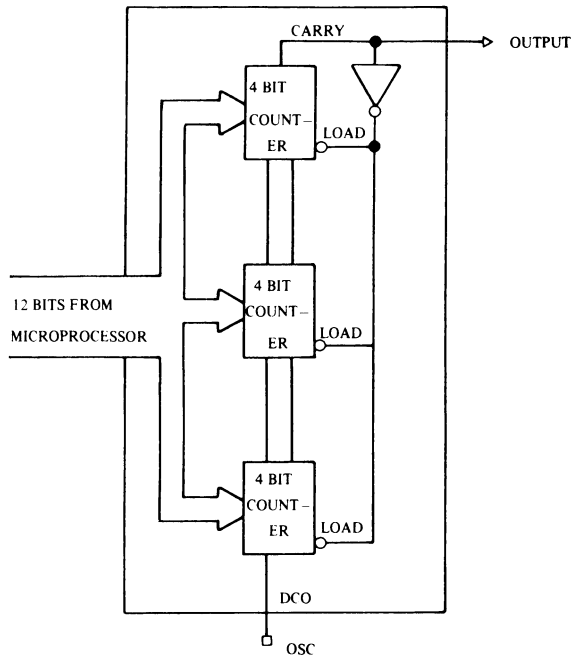 CARRY
OUTPUT
4 BIT
COUNT–
ER
LOAD
12 BITS FROM
MICROPROCESSOR
4 BIT
COUNT–
ER
LOAD
4 BIT
COUNT–
ER
LOAD
DCO
OSC